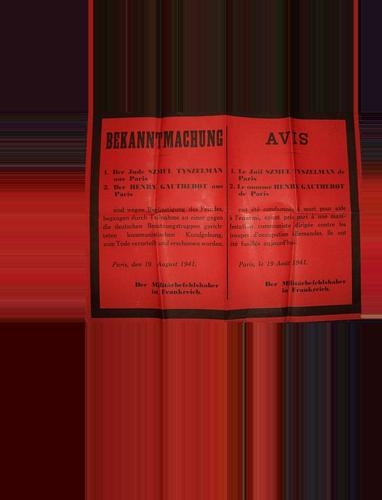 BEKANNTMACHUNG
1. Der Jude SZMUL TYSZELMAN
aus Paris
2. Der HENRY GAUTHEROT aus
Paris
sind wegen Begünstigung des Feindes,
begangen durch Teilnahme an einer gegen
die deutschen Besatzungstruppen gerich-
teten kommunistischen Kundgebung,
zum Tode verurteilt und erschossen worden.
Paris, den 19. August 1941.
Der Militärbefehlshaber
in Frankreich.
AVIS
1. Le Juif SZMUL TYSZELMAN de
Paris
2. Le nommé HENRY GAUTHEROT
de Paris
ont été condamnés à mort pour aide
à l'ennemi, ayant pris part à une mani-
festation communiste dirigée contre les
troupes d'occupation allemandes. Ils ont
été fusillés aujourd'hui.
Paris, le 19 Août 1941.
Der Militärbefehlshaber
in Frankreich.